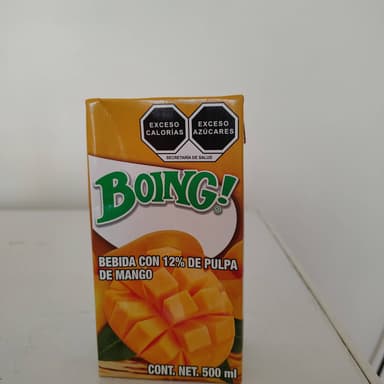 EXCESO CALORÍAS
EXCESO AZÚCARES
SECRETARÍA DE SALUD
BOING!®
BEBIDA CON 12% DE PULPA
DE MANGO
CONT. NET. 500 ml